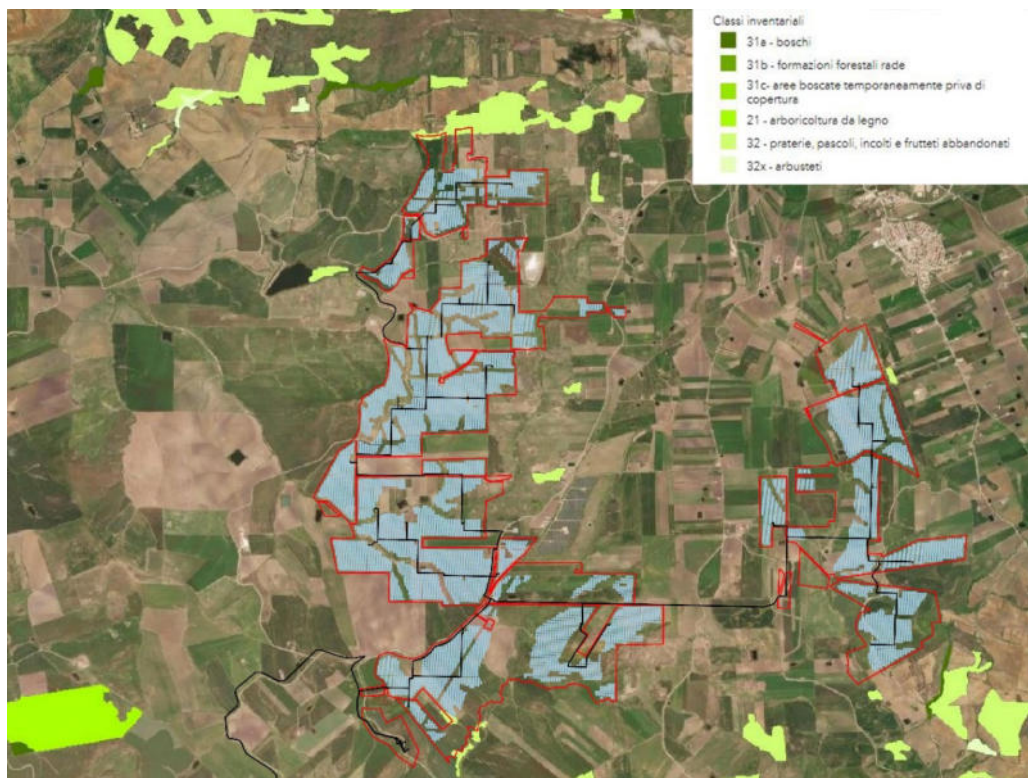 Classi inventariali
31a - boschi
31b - formazioni forestali rade
31c- aree boscate temporaneamente priva di
copertura
21 - arboricoltura da legno
32 - praterie, pascoli, incolti e frutteti abbandonati
32x - arbusteti